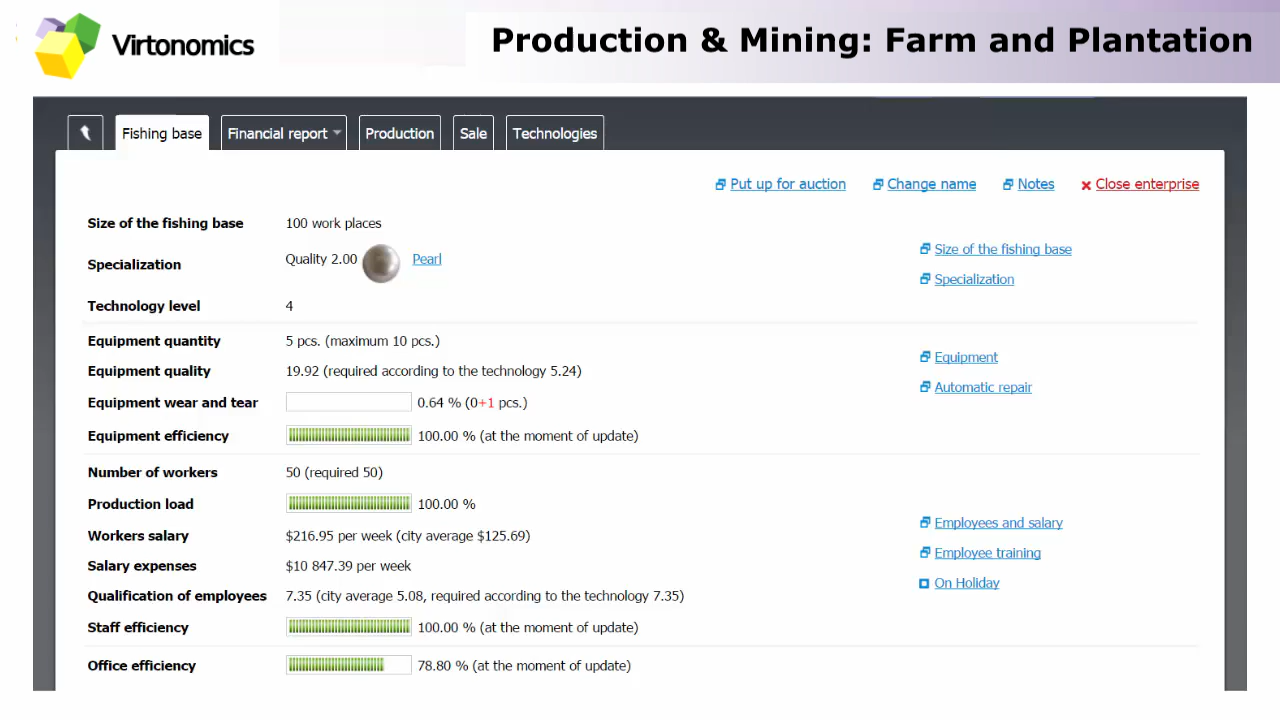 Virtonomics
Production & Mining: Farm and Plantation
Fishing base Financial report Production Sale Technologies
Put up for auction Change name Notes Close enterprise
Size of the fishing base 100 work places
Specialization Quality 2.00 Pearl
Size of the fishing base
Specialization
Technology level 4
Equipment quantity 5 pcs. (maximum 10 pcs.)
Equipment
Equipment quality 19.92 (required according to the technology 5.24)
Automatic repair
Equipment wear and tear 0.64 % (0+1 pcs.)
Equipment efficiency 100.00 % (at the moment of update)
Number of workers 50 (required 50)
Production load 100.00 %
Employees and salary
Workers salary $216.95 per week (city average $125.69)
Employee training
Salary expenses $10 847.39 per week
On Holiday
Qualification of employees 7.35 (city average 5.08, required according to the technology 7.35)
Staff efficiency 100.00 % (at the moment of update)
Office efficiency 78.80 % (at the moment of update)